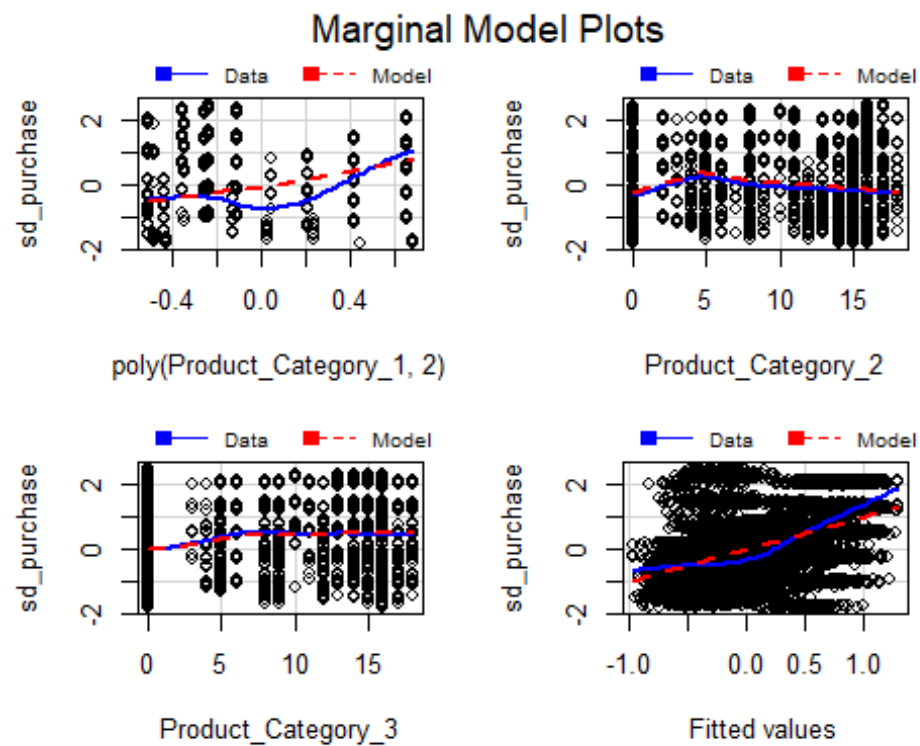 Marginal Model Plots
Data Model
sd_purchase
2
0
-2
-0.4 0.0 0.4
poly(Product_Category_1, 2)
Data Model
sd_purchase
2
0
-2
0 5 10 15
Product_Category_2
Data Model
sd_purchase
2
0
-2
0 5 10 15
Product_Category_3
Data Model
sd_purchase
2
0
-2
-1.0 0.0 0.5 1.0
Fitted values